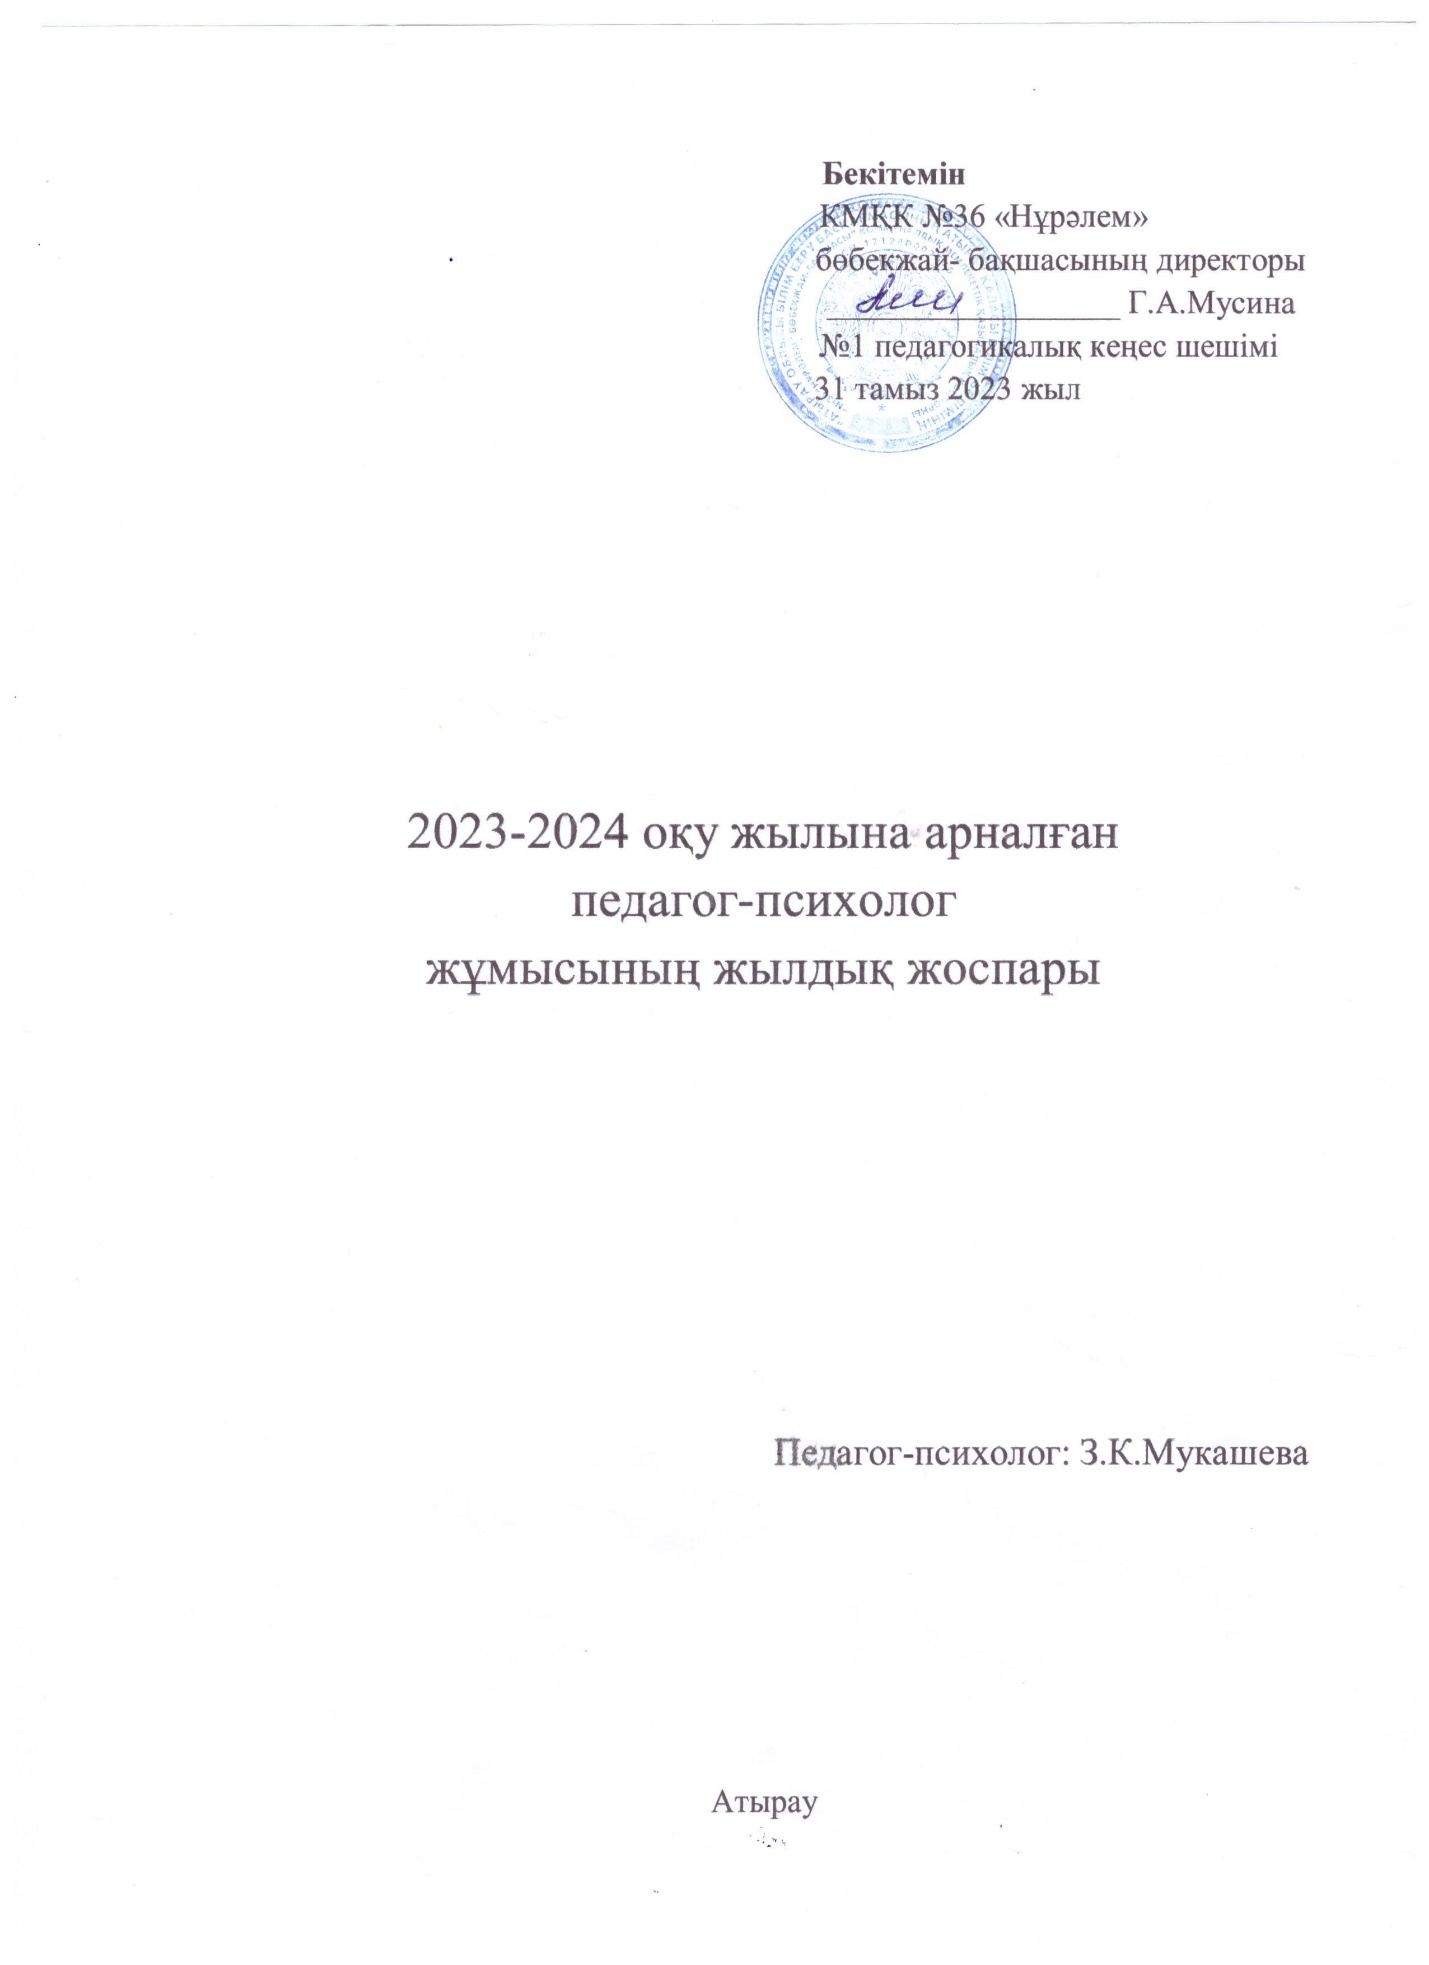 Бекітемін
КМҚК №36 «Нұрәлем»
бөбекжай- бақшасының директоры
__________________ Г.А.Мусина
№1 педагогикалық кеңес шешімі
31 тамыз 2023 жыл
2023-2024 оқу жылына арналған
педагог-психолог
жұмысының жылдық жоспары
Педагог-психолог: З.К.Мукашева
Атырау